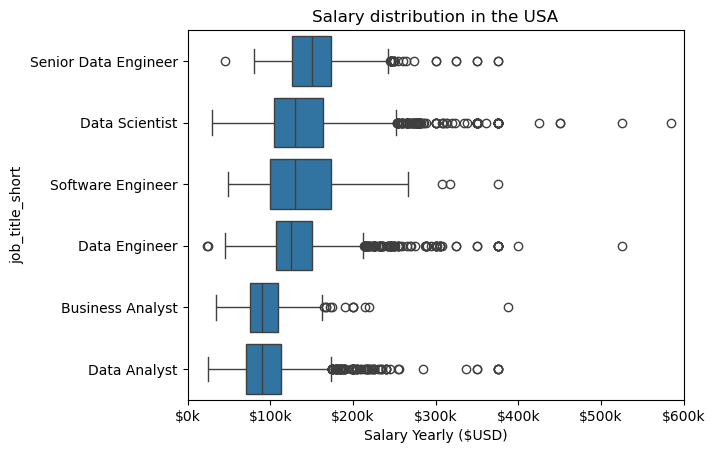 Salary distribution in the USA
job_title_short
Senior Data Engineer
Data Scientist
Software Engineer
Data Engineer
Business Analyst
Data Analyst
$0k $100k $200k $300k $400k $500k $600k
Salary Yearly ($USD)